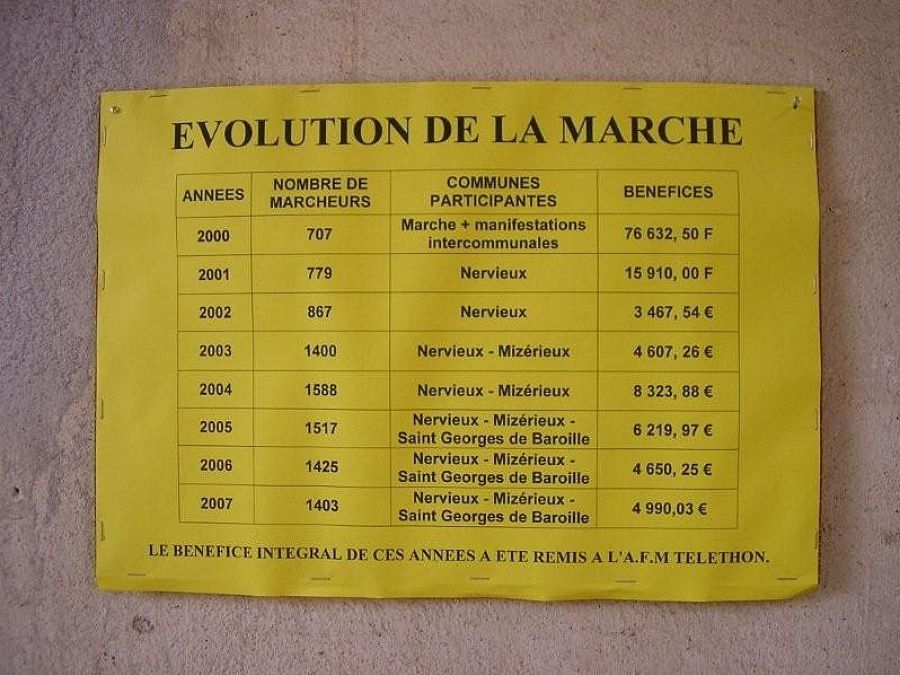 EVOLUTION DE LA MARCHE
ANNEES NOMBRE DE MARCHEURS COMMUNES PARTICIPANTES BENEFICES
2000 707 Marche + manifestations intercommunales 76 632, 50 F
2001 779 Nervieux 15 910, 00 F
2002 867 Nervieux 3 467, 54 €
2003 1400 Nervieux - Mizérieux 4 607, 26 €
2004 1588 Nervieux - Mizérieux 8 323, 88 €
2005 1517 Nervieux - Mizérieux - Saint Georges de Baroille 6 219, 97 €
2006 1425 Nervieux - Mizérieux - Saint Georges de Baroille 4 650, 25 €
2007 1403 Nervieux - Mizérieux - Saint Georges de Baroille 4 990,03 €
LE BENEFICE INTEGRAL DE CES ANNEES A ETE REMIS A L'A.F.M TELETHON.